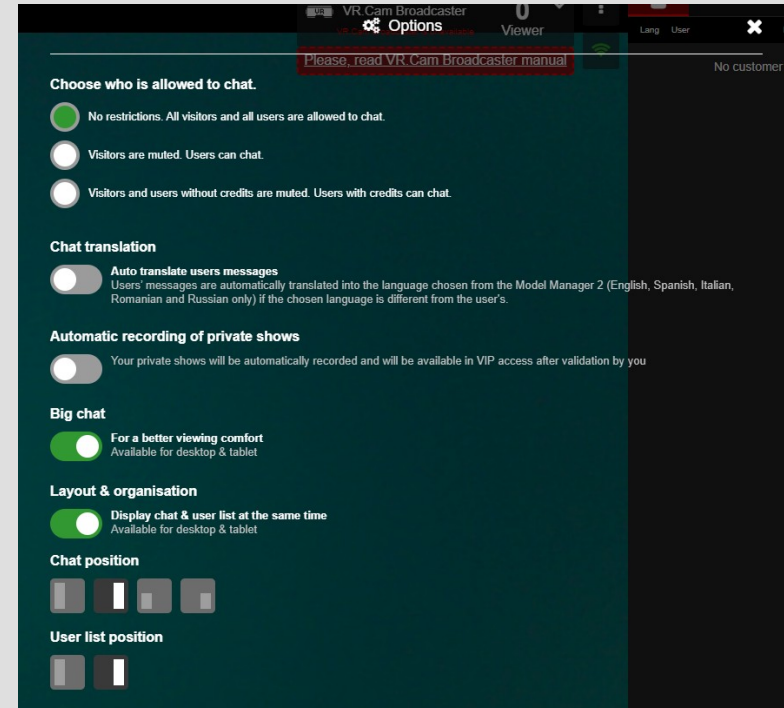 VR Cam Broadcaster
0
Options
Viewer
Lang User
Please, read VR Cam Broadcaster manual
No customer
Choose who is allowed to chat.
No restrictions. All visitors and all users are allowed to chat.
Visitors are muted. Users can chat.
Visitors and users without credits are muted. Users with credits can chat.
Chat translation
Auto translate users messages
Users' messages are automatically translated into the language chosen from the Model Manager 2 (English, Spanish, Italian,
Romanian and Russian only) if the chosen language is different from the user's.
Automatic recording of private shows
Your private shows will be automatically recorded and will be available in VIP access after validation by you
Big chat
For a better viewing comfort
Available for desktop & tablet
Layout & organisation
Display chat & user list at the same time
Available for desktop & tablet
Chat position
User list position